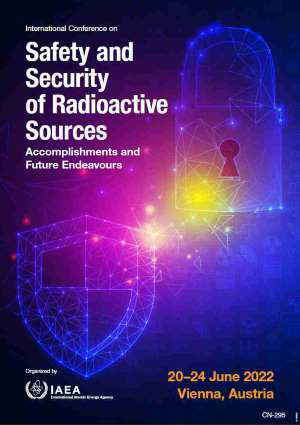 International Conference on
Safety and
Security
of Radioactive
Sources
Accomplishments and
Future Endeavours
Organized by
IAEA
International Atomic Energy Agency
20–24 June 2022
Vienna, Austria
CN-295